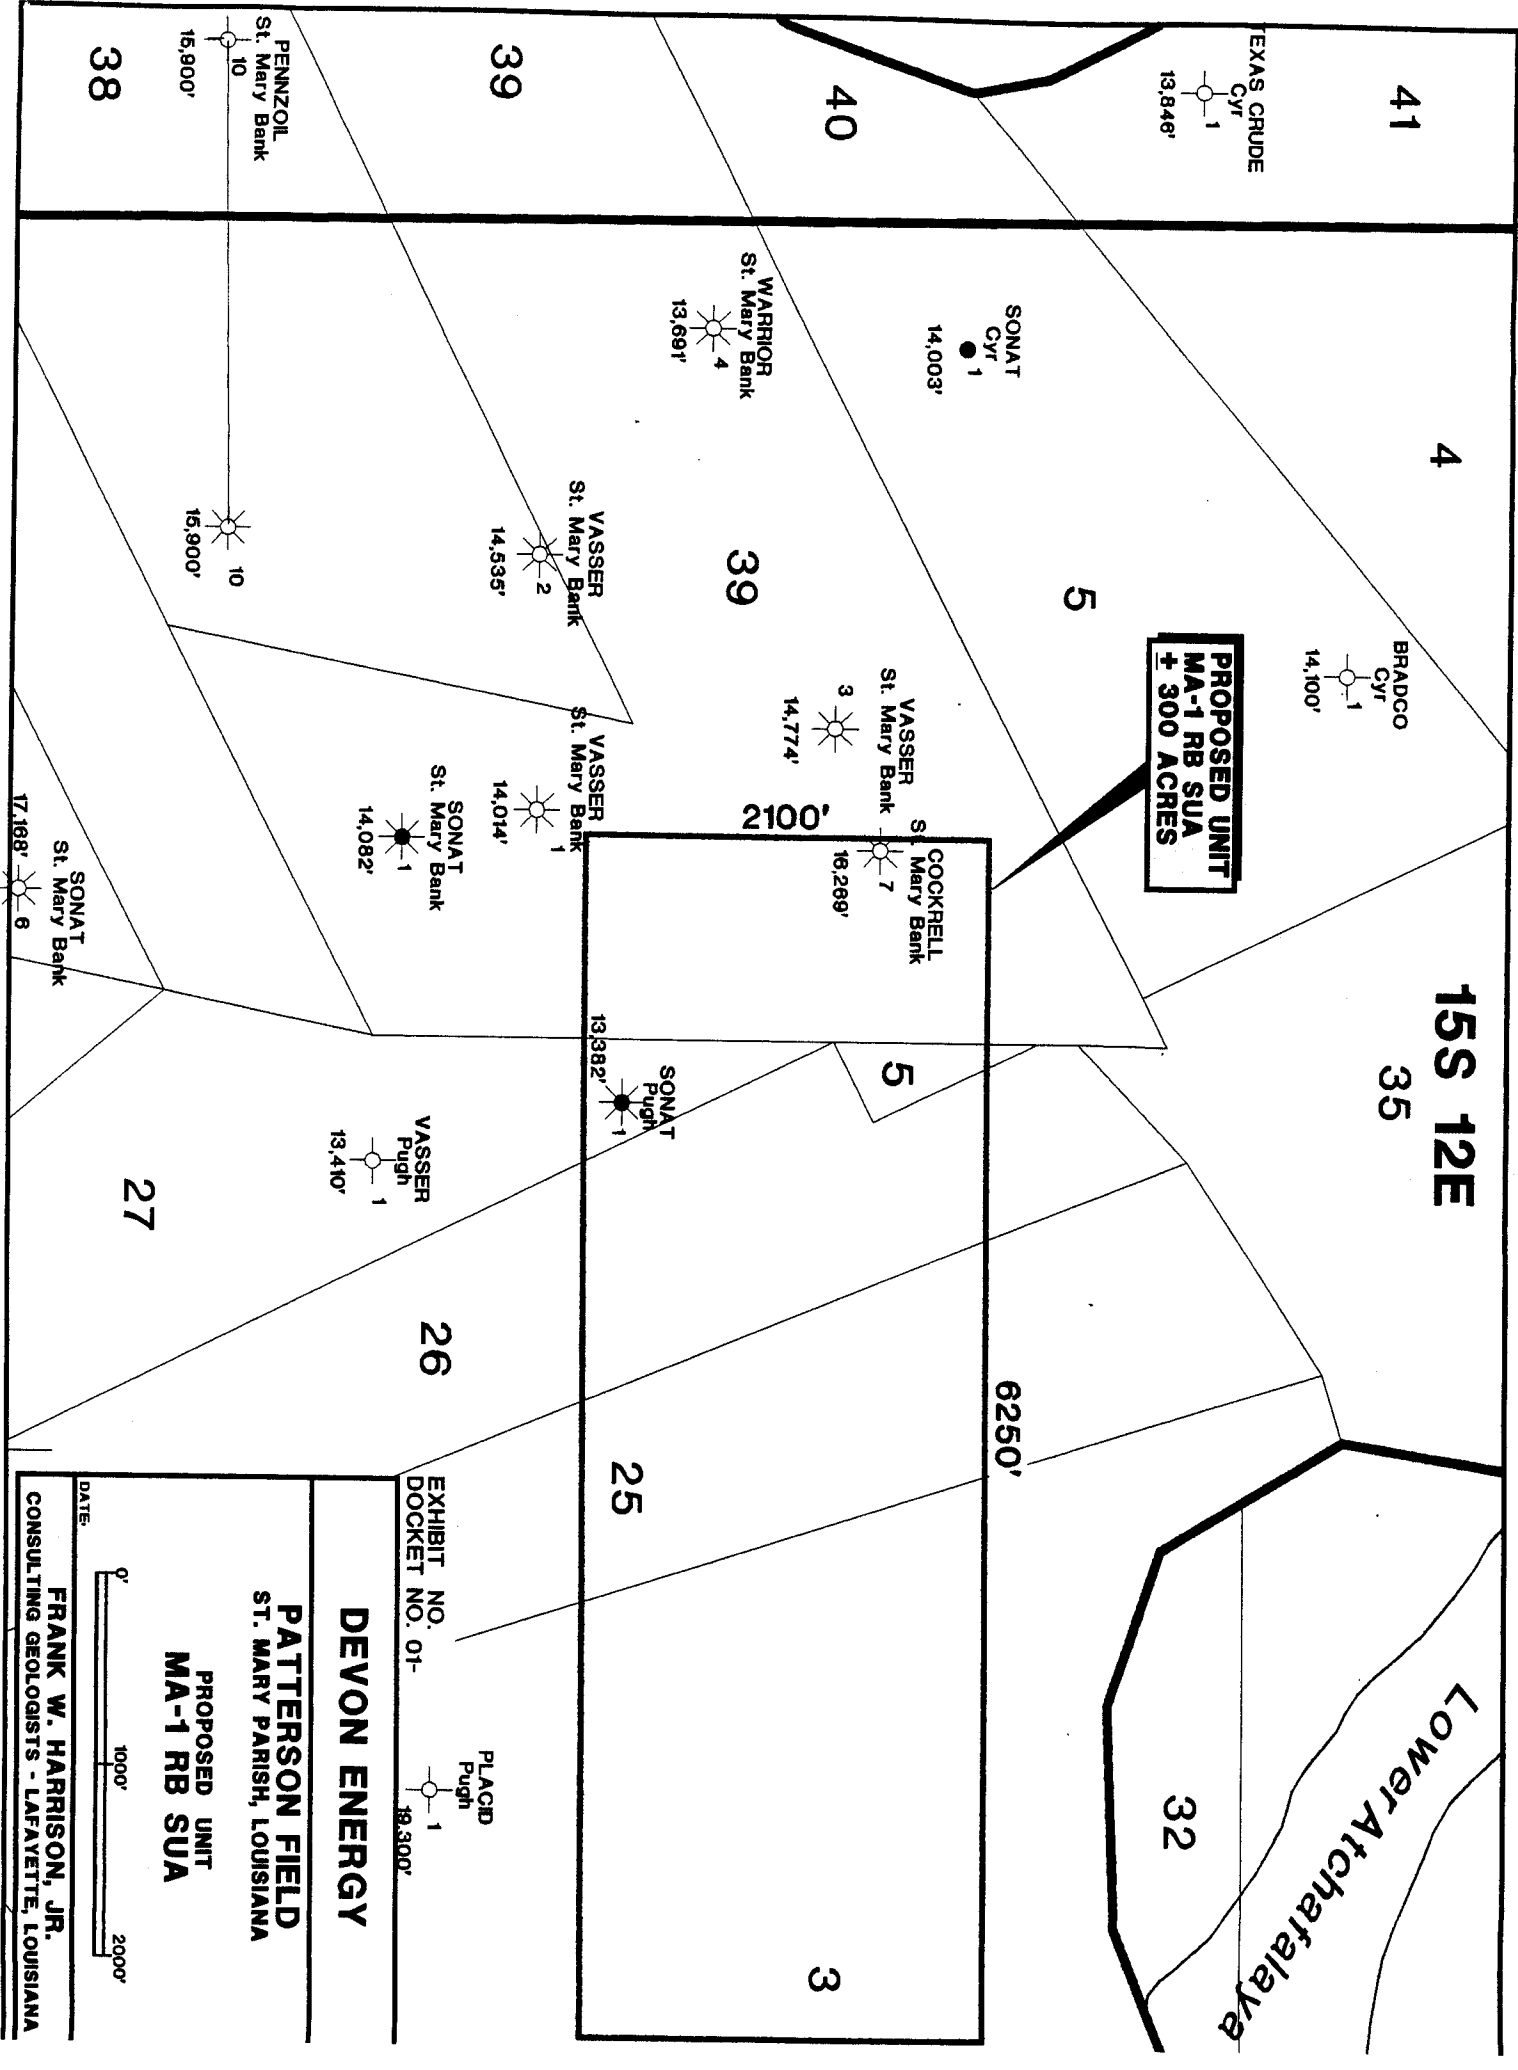 41
TEXAS CRUDE
Cyr
1
13,846'
40
39
PENNZOIL
St. Mary Bank
10
15,900'
38
4
SONAT
Cyr
1
14,003'
WARRIOR
St. Mary Bank
4
13,691'
BRADCO
Cyr
1
14,100'
5
39
VASSER
St. Mary Bank
2
14,535'
10
15,900'
PROPOSED UNIT
MA-1 RB SUA
± 300 ACRES
VASSER
St. Mary Bank
3
14,774'
VASSER
St. Mary Bank
1
14,014'
2100'
COCKRELL
St. Mary Bank
7
16,269'
SONAT
St. Mary Bank
1
14,082'
SONAT
St. Mary Bank
6
17,168'
15S 12E
35
5
SONAT
Pugh
1
13,382'
VASSER
Pugh
1
13,410'
27
26
6250'
25
Lower Atchafalaya
32
3
PLACID
Pugh
1
19,300'
EXHIBIT NO.
DOCKET NO. 01-
DEVON ENERGY
PATTERSON FIELD
ST. MARY PARISH, LOUISIANA
PROPOSED UNIT
MA-1 RB SUA
0' 1000' 2000'
DATE:
FRANK W. HARRISON, JR.
CONSULTING GEOLOGISTS - LAFAYETTE, LOUISIANA